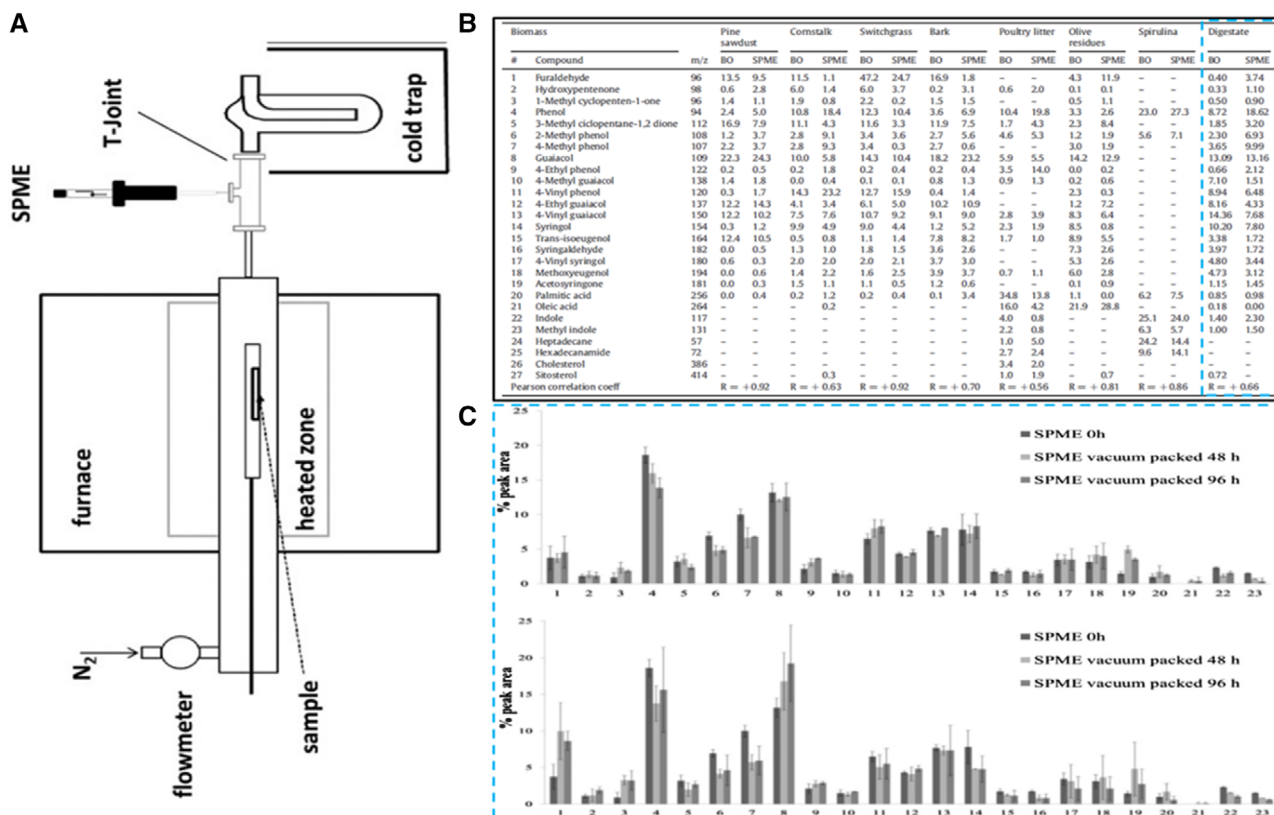 A
SPME
T-Joint
cold trap
furnace
heated zone
N2
flowmeter
sample
B
Biomass Pine sawdust Cornstalk Switchgrass Bark Poultry litter Olive residues Spirulina Digestate
# Compound m/z BO SPME BO SPME BO SPME BO SPME BO SPME BO SPME BO SPME BO SPME
1 Furaldehyde 96 13.5 9.5 11.5 1.1 47.2 24.7 16.9 1.8 – – 4.3 11.9 – – 0.40 3.74
2 Hydroxypentenone 98 0.6 2.8 6.0 1.4 6.0 3.7 0.2 3.1 0.6 2.0 0.1 0.1 – – 0.33 1.10
3 1-Methyl cyclopenten-1-one 96 1.4 1.1 1.9 0.8 2.2 0.2 1.5 1.5 – – 0.1 – – 0.50 0.90
4 Phenol 94 2.4 5.0 10.8 18.4 12.3 10.4 3.6 6.9 10.4 19.8 3.3 2.6 23.0 27.3 8.72 18.62
5 3-Methyl ciclopentane-1,2 dione 112 16.9 7.9 11.1 4.3 11.6 3.3 11.9 7.5 1.7 4.3 2.3 8.4 – – 1.85 3.20
6 2-Methyl phenol 108 1.2 3.7 2.8 9.1 3.4 3.6 2.7 5.6 4.6 5.3 1.2 1.9 5.6 7.1 2.30 6.93
7 4-Methyl phenol 107 2.2 3.7 2.8 9.3 3.4 0.3 2.7 0.6 – – 3.0 1.9 – – 3.65 9.99
8 Guaiacol 109 22.3 24.3 10.0 5.8 14.3 10.4 18.2 23.2 5.9 5.5 14.2 12.9 – – 13.09 13.16
9 4-Ethyl phenol 122 0.2 0.5 0.2 1.8 0.4 0.2 0.2 0.4 3.5 14.0 0.0 0.2 – – 0.66 2.12
10 4-Methyl guaiacol 138 1.4 1.8 0.0 0.4 0.1 0.1 0.8 1.3 0.9 1.3 0.2 0.6 – – 7.10 1.51
11 4-Vinyl phenol 120 0.3 1.7 14.3 23.2 12.7 15.9 0.4 1.4 – – 2.3 0.9 – – 8.94 6.48
12 4-Ethyl guaiacol 137 12.2 14.3 4.1 3.4 6.1 5.0 10.2 10.9 – – 1.2 7.2 – – 8.16 4.33
13 4-Vinyl guaiacol 150 12.2 10.2 7.5 7.6 10.7 9.2 9.1 9.0 2.8 3.9 8.3 6.4 – – 14.36 7.68
14 Syringol 154 0.3 1.2 9.9 4.9 9.0 4.4 1.2 5.2 2.3 1.9 8.5 0.8 – – 10.20 7.80
15 Trans-isoeugenol 164 12.4 10.5 0.5 0.8 1.1 1.4 7.8 8.2 1.7 1.0 8.9 5.5 – – 3.38 1.72
16 Syringaldehyde 182 0.0 0.5 1.3 1.0 1.8 1.5 3.6 2.6 – – 7.3 2.6 – – 3.97 1.72
17 4-Vinyl syringol 180 0.6 0.3 2.0 2.0 2.0 2.1 3.7 3.0 – – 5.3 2.6 – – 4.80 3.44
18 Methoxyeugenol 194 0.0 0.6 1.4 2.2 1.6 2.5 3.9 3.7 0.7 1.1 6.0 2.8 – – 4.73 3.12
19 Acetosyringone 181 0.0 0.3 1.5 1.1 1.1 0.5 1.2 0.6 – – 0.1 0.9 – – 1.15 1.45
20 Palmitic acid 256 0.0 0.4 0.2 1.2 0.2 0.4 0.1 3.4 34.8 13.8 1.1 0.0 6.2 7.5 0.85 0.98
21 Oleic acid 264 – – – 0.2 – – – – 16.0 4.2 21.9 28.8 – – 0.18 0.00
22 Indole 117 – – – – – – – – 4.0 0.8 – – 25.1 24.0 1.40 2.30
23 Methyl indole 131 – – – – – – – – 2.2 0.8 – – 6.3 5.7 1.00 1.50
24 Heptadecane 57 – – – – – – – – 1.0 5.0 – – 24.2 14.4 – –
25 Hexadecanamide 72 – – – – – – – – 2.7 2.4 – – 9.6 14.1 – –
26 Cholesterol 386 – – – – – – – – 3.4 2.0 – – – – – –
27 Sitosterol 414 – – – 0.3 – – – – 1.0 1.9 – 0.7 – – 0.72 –
Pearson correlation coeff R = +0.92 R = +0.63 R = +0.92 R = +0.70 R = +0.56 R = +0.81 R = +0.86 R = +0.66
C
% peak area
25
20
15
10
5
0
SPME 0h
SPME vacuum packed 48 h
SPME vacuum packed 96 h
1 2 3 4 5 6 7 8 9 10 11 12 13 14 15 16 17 18 19 20 21 22 23
% peak area
25
20
15
10
5
0
SPME 0h
SPME vacuum packed 48 h
SPME vacuum packed 96 h
1 2 3 4 5 6 7 8 9 10 11 12 13 14 15 16 17 18 19 20 21 22 23